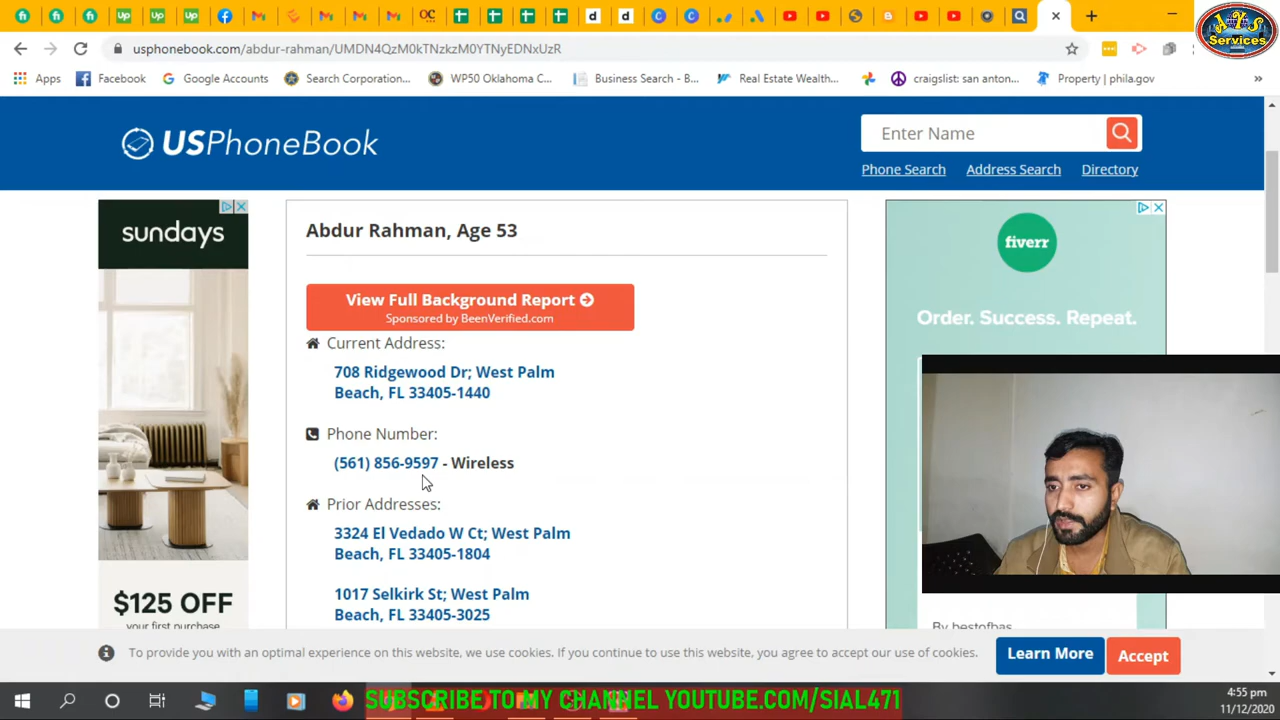 usphonebook.com/abdur-rahman/UMDN4QzM0kTNzkzM0YTNyEDNxUzR
AYS
Services
Apps
Facebook
Google Accounts
Search Corporation...
WP50 Oklahoma C...
Business Search - B...
Real Estate Wealth...
craigslist: san anton...
Property | phila.gov
USPhoneBook
Enter Name
Phone Search
Address Search
Directory
sundays
$125 OFF
your first purchase
Abdur Rahman, Age 53
View Full Background Report
Sponsored by BeenVerified.com
Current Address:
708 Ridgewood Dr; West Palm
Beach, FL 33405-1440
Phone Number:
(561) 856-9597 - Wireless
Prior Addresses:
3324 El Vedado W Ct; West Palm
Beach, FL 33405-1804
1017 Selkirk St; West Palm
Beach, FL 33405-3025
fiverr
Order. Success. Repeat.
By bestofhas
To provide you with an optimal experience on this website, we use cookies. If you continue to use this website, you agree to accept our use of cookies.
Learn More
Accept
SUBSCRIBE TO MY CHANNEL YOUTUBE.COM/SIAL471
4:55 pm
11/12/2020